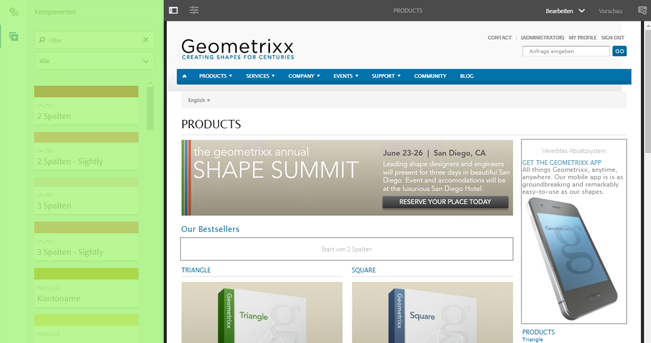 Komponenten
Alle
SPALTEN
2 Spalten
SPALTEN
2 Spalten - Sightly
SPALTEN
3 Spalten
SPALTEN
3 Spalten - Sightly
FORMULAR
Kontoname
FORMULAR
PRODUCTS
Bearbeiten
Vorschau
CONTACT | (ADMINISTRATOR) MY PROFILE SIGN OUT
Geometrixx
CREATING SHAPES FOR CENTURIES
Anfrage eingeben
GO
PRODUCTS SERVICES COMPANY EVENTS SUPPORT COMMUNITY BLOG
English »
PRODUCTS
the geometrixx annual
SHAPE SUMMIT
June 23-26 | San Diego, CA
Leading shape designers and engineers
will present for three days in beautiful San
Diego. Event and accomodations will be
at the luxurious San Diego Hotel.
RESERVE YOUR PLACE TODAY
Our Bestsellers
Start von 2 Spalten
TRIANGLE
SQUARE
Geometrixx
Triangle
Geometrixx
Square
Vererbtes Absatzsystem
GET THE GEOMETRIXX APP
All things Geometrixx, anytime,
anywhere. Our mobile app is is as
groundbreaking and remarkably
easy-to-use as our shapes.
PRODUCTS
Triangle